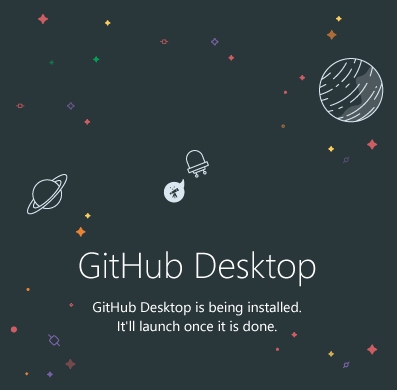 GitHub Desktop
GitHub Desktop is being installed.
It'll launch once it is done.